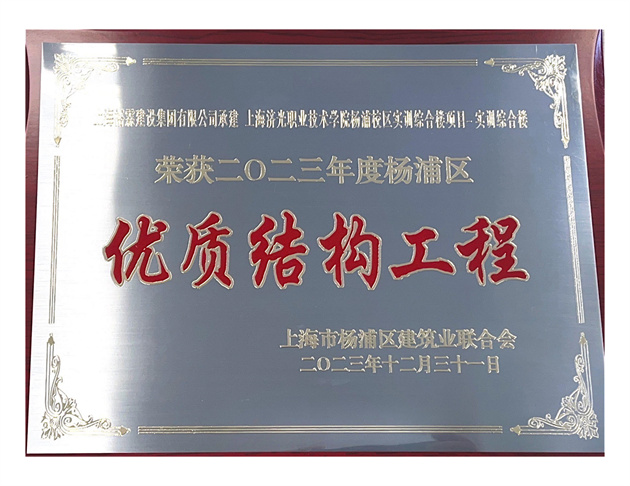 建设集团有限公司承建 上海济光职业技术学院杨浦校区实训综合楼项目-实训综合楼
荣获二〇二三年度杨浦区
优质结构工程
上海市杨浦区建筑业联合会
二〇二三年十二月三十一日